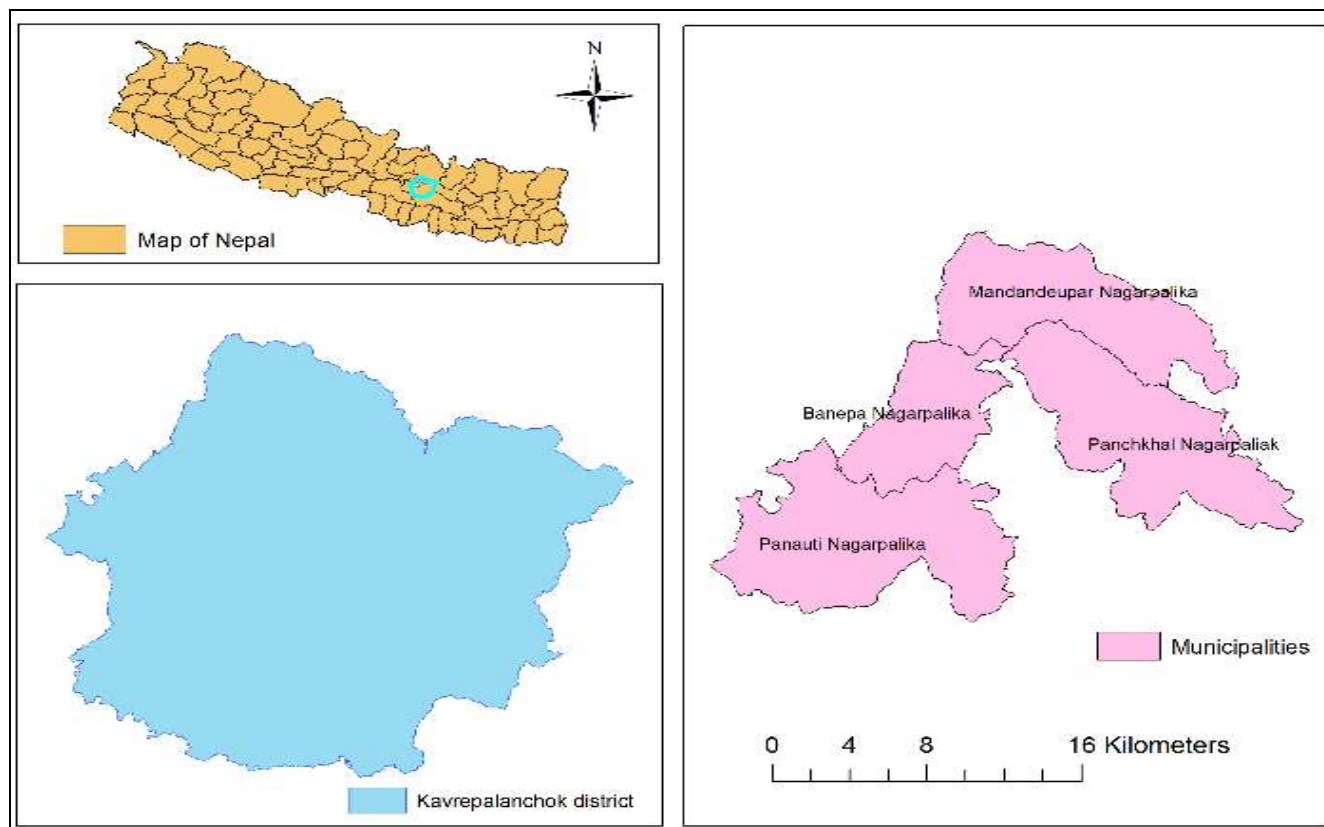 N
Map of Nepal
Kavrepalanchok district
Mandandeupar Nagarpalika
Banepa Nagarpalika
Panchkhal Nagarpaliak
Panauti Nagarpalika
Municipalities
0 4 8 16 Kilometers